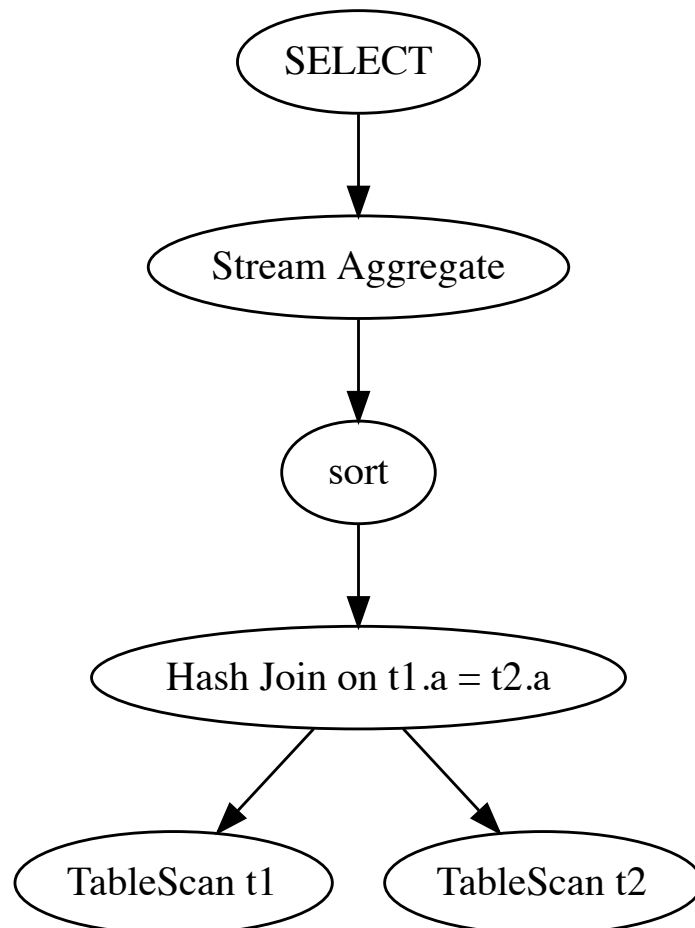 SELECT
Stream Aggregate
sort
Hash Join on t1.a = t2.a
TableScan t1
TableScan t2